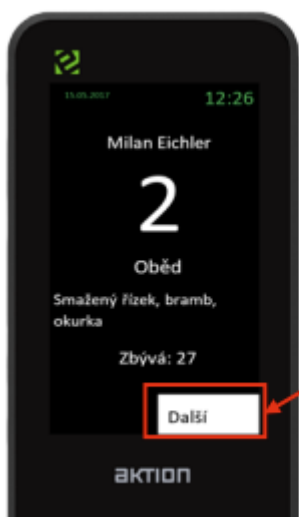 15.05.2017 12:26
Milan Eichler
2
Oběd
Smažený řízek, bramb,
okurka
Zbývá: 27
Další
aktion